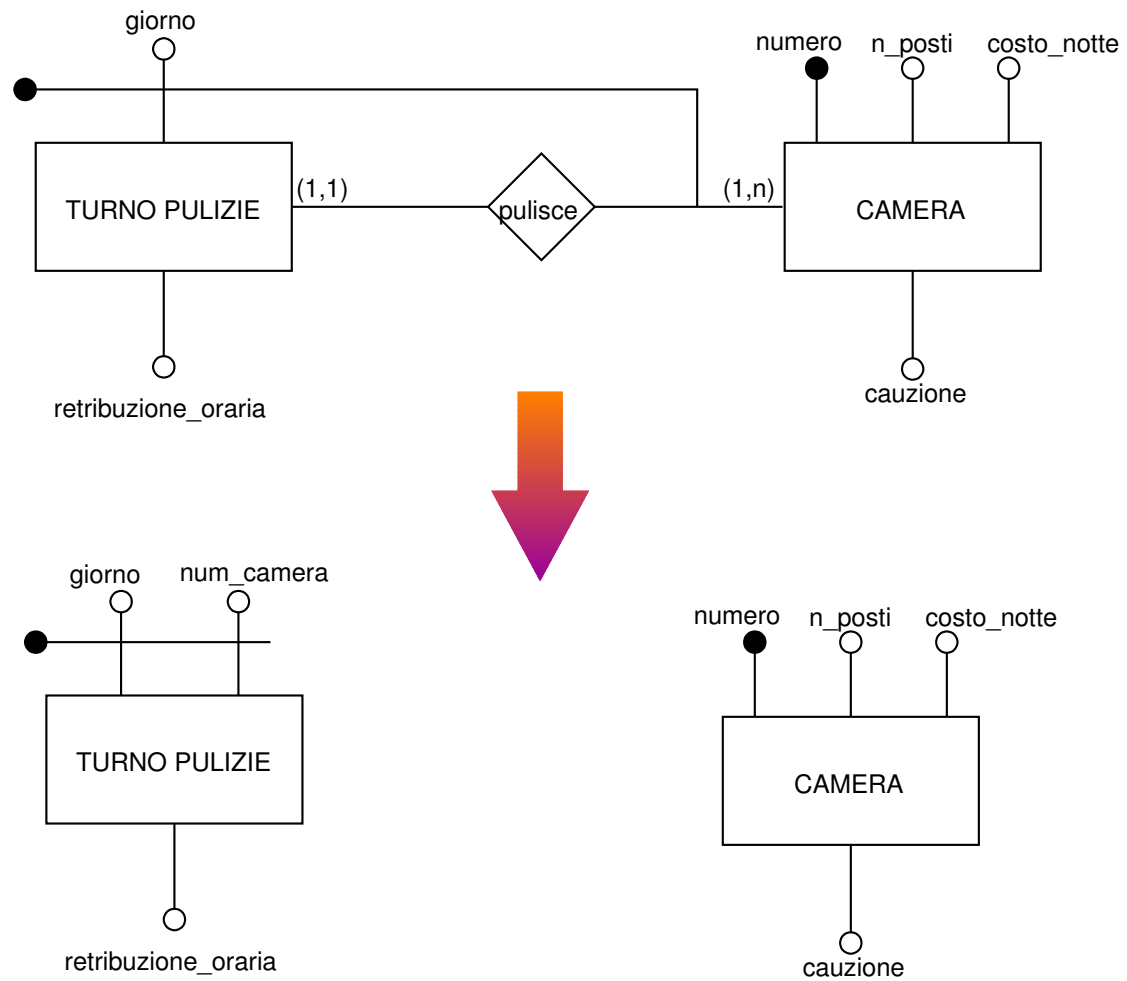 giorno
numero
n_posti
costo_notte
(1,1)
(1,n)
TURNO PULIZIE
pulisce
CAMERA
retribuzione_oraria
cauzione
giorno
num_camera
numero
n_posti
costo_notte
TURNO PULIZIE
CAMERA
retribuzione_oraria
cauzione